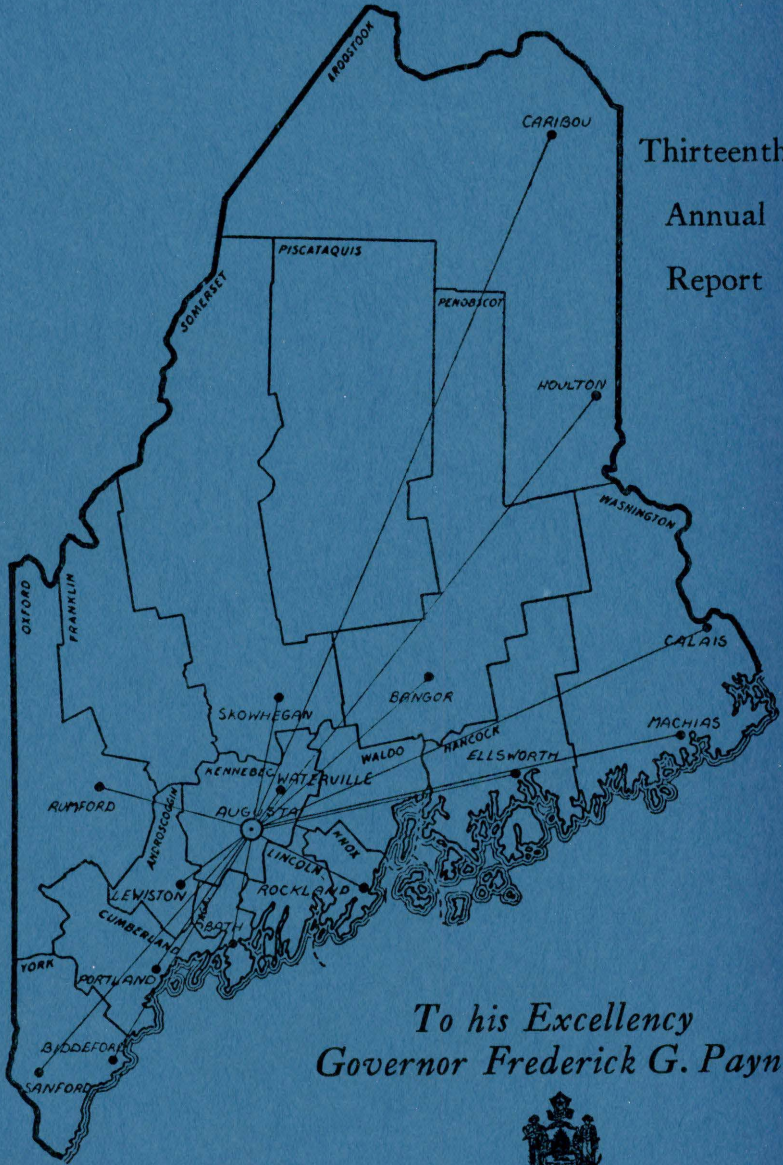 AROOSTOOK
CARIBOU
Thirteenth
Annual
Report
PISCATAQUIS
SOMERSET
PENOBSCOT
HOULTON
WASHINGTON
OXFORD
FRANKLIN
CALAIS
SKOWHEGAN
BANGOR
MACHIAS
HANCOCK
WALDO
ELLSWORTH
KENNEBEC
WATERVILLE
RUMFORD
ANDROSCOGGIN
AUGUSTA
KNOX
LINCOLN
LEWISTON
ROCKLAND
SAGA.
BATH
CUMBERLAND
YORK
PORTLAND
To his Excellency
Governor Frederick G. Payn
BIDDEFORD
SANFORD